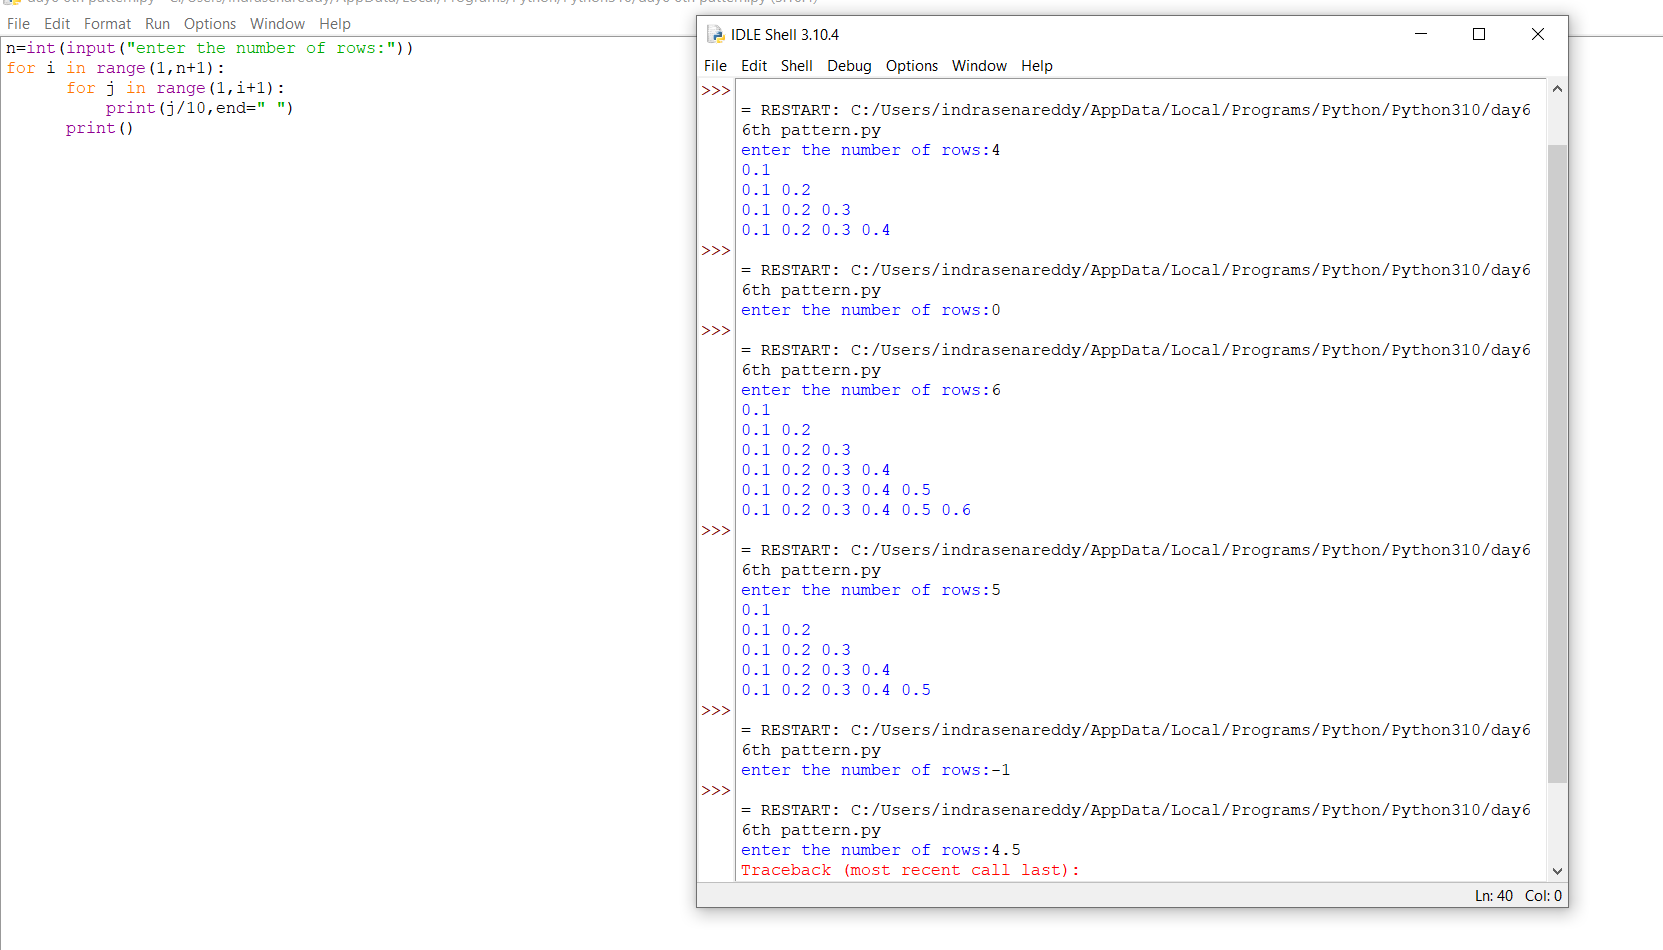 File Edit Format Run Options Window Help
n=int(input("enter the number of rows:"))
for i in range(1,n+1):
      for j in range(1,i+1):
          print(j/10,end=" ")
      print()
IDLE Shell 3.10.4
File Edit Shell Debug Options Window Help
>>>
= RESTART: C:/Users/indrasenareddy/AppData/Local/Programs/Python/Python310/day6
6th pattern.py
enter the number of rows:4
0.1
0.1 0.2
0.1 0.2 0.3
0.1 0.2 0.3 0.4
>>>
= RESTART: C:/Users/indrasenareddy/AppData/Local/Programs/Python/Python310/day6
6th pattern.py
enter the number of rows:0
>>>
= RESTART: C:/Users/indrasenareddy/AppData/Local/Programs/Python/Python310/day6
6th pattern.py
enter the number of rows:6
0.1
0.1 0.2
0.1 0.2 0.3
0.1 0.2 0.3 0.4
0.1 0.2 0.3 0.4 0.5
0.1 0.2 0.3 0.4 0.5 0.6
>>>
= RESTART: C:/Users/indrasenareddy/AppData/Local/Programs/Python/Python310/day6
6th pattern.py
enter the number of rows:5
0.1
0.1 0.2
0.1 0.2 0.3
0.1 0.2 0.3 0.4
0.1 0.2 0.3 0.4 0.5
>>>
= RESTART: C:/Users/indrasenareddy/AppData/Local/Programs/Python/Python310/day6
6th pattern.py
enter the number of rows:-1
>>>
= RESTART: C:/Users/indrasenareddy/AppData/Local/Programs/Python/Python310/day6
6th pattern.py
enter the number of rows:4.5
Traceback (most recent call last):
Ln: 40 Col: 0